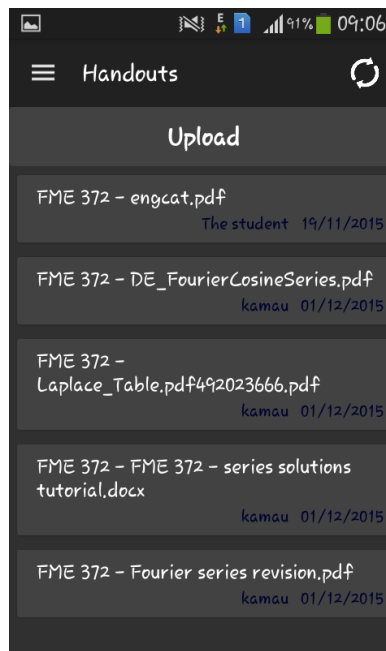 E 1 91% 09:06
Handouts
Upload
FME 372 - engcat.pdf
The student 19/11/2015
FME 372 - DE_FourierCosineSeries.pdf
kamau 01/12/2015
FME 372 -
Laplace_Table.pdf492023666.pdf
kamau 01/12/2015
FME 372 - FME 372 - series solutions
tutorial.docx
kamau 01/12/2015
FME 372 - Fourier series revision.pdf
kamau 01/12/2015